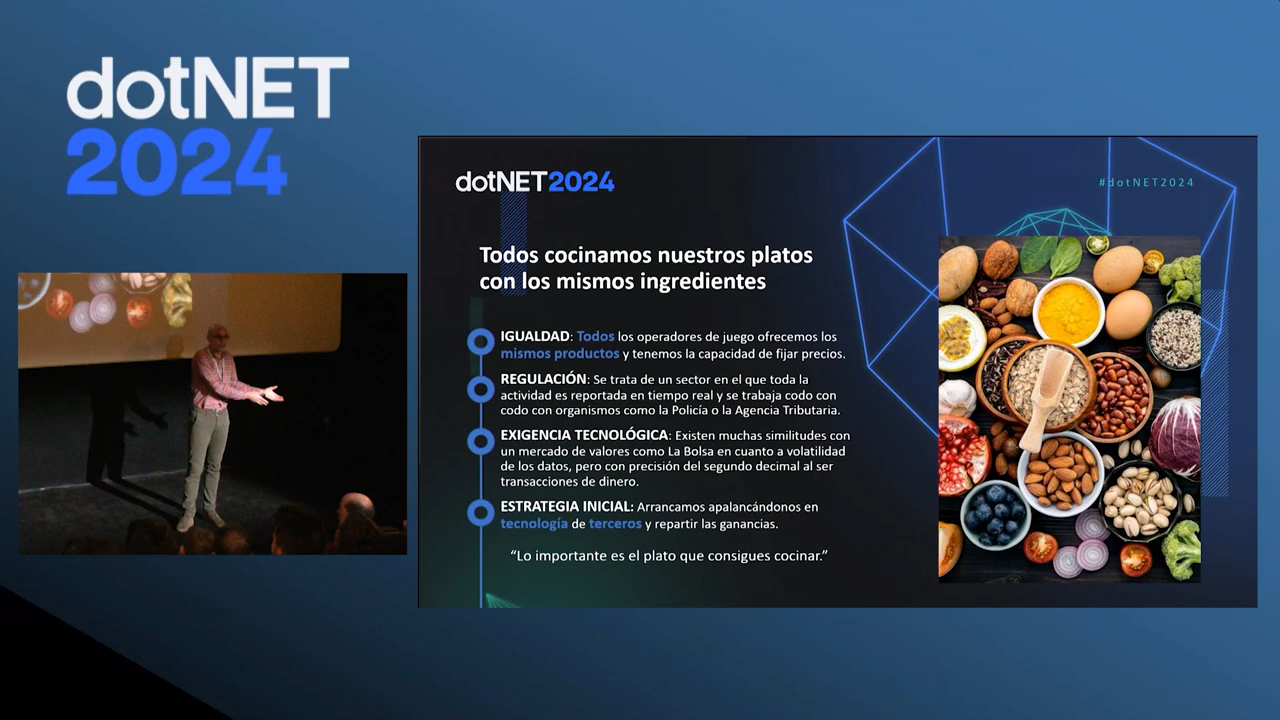 dotNET
2024
dotNET2024
#dotNET2024
Todos cocinamos nuestros platos
con los mismos ingredientes
IGUALDAD: Todos los operadores de juego ofrecemos los
mismos productos y tenemos la capacidad de fijar precios.
REGULACIÓN: Se trata de un sector en el que toda la
actividad es reportada en tiempo real y se trabaja codo con
codo con organismos como la Policía o la Agencia Tributaria.
EXIGENCIA TECNOLÓGICA: Existen muchas similitudes con
un mercado de valores como La Bolsa en cuanto a volatilidad
de los datos, pero con precisión del segundo decimal al ser
transacciones de dinero.
ESTRATEGIA INICIAL: Arrancamos apalancándonos en
tecnología de terceros y repartir las ganancias.
“Lo importante es el plato que consigues cocinar.”